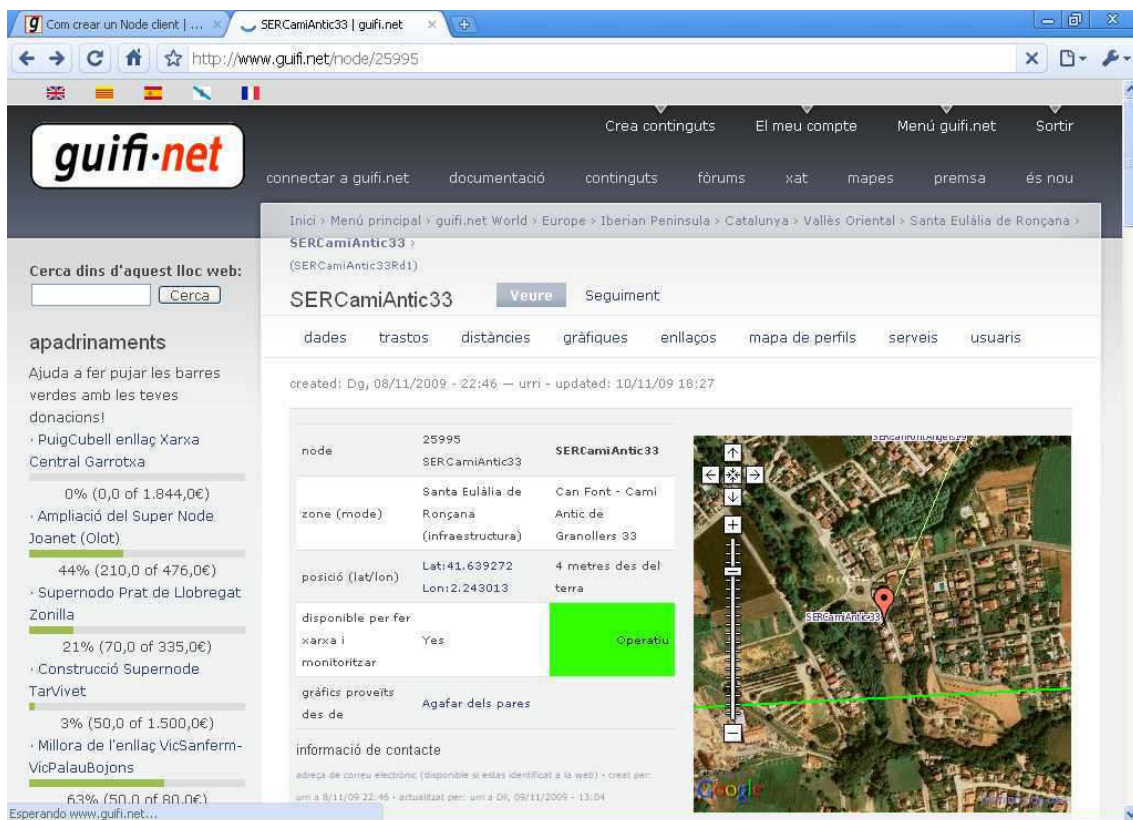 Com crear un Node client | ...
SERCamiAntic33 | guifi.net
http://www.guifi.net/node/25995
guifi·net
Crea continguts El meu compte Menú guifi.net Sortir
connectar a guifi.net documentació continguts fòrums xat mapes premsa és nou
Inici › Menú principal › guifi.net World › Europe › Iberian Peninsula › Catalunya › Vallès Oriental › Santa Eulàlia de Ronçana ›
SERCamiAntic33 ›
(SERCamiAntic33Rd1)
SERCamiAntic33 Veure Seguiment
dades trastos distàncies gràfiques enllaços mapa de perfils serveis usuaris
created: Dg, 08/11/2009 - 22:46 — urri - updated: 10/11/09 18:27
Cerca dins d'aquest lloc web:
Cerca
apadrinaments
Ajuda a fer pujar les barres
verdes amb les teves
donacions!
· PuigCubell enllaç Xarxa
Central Garrotxa
0% (0,0 of 1.844,0€)
· Ampliació del Super Node
Joanet (Olot)
44% (210,0 of 476,0€)
· Supernodo Prat de Llobregat
Zonilla
21% (70,0 of 335,0€)
· Construcció Supernode
TarVivet
3% (50,0 of 1.500,0€)
· Millora de l'enllaç VicSanferm-
VicPalauBojons
63% (50,0 of 80,0€)
node
25995
SERCamiAntic33
SERCamiAntic33
zone (mode)
Santa Eulàlia de
Ronçana
(infraestructura)
Can Font - Cami
Antic de
Granollers 33
posició (lat/lon)
Lat:41.639272
Lon:2.243013
4 metres des del
terra
disponible per fer
xarxa i
monitoritzar
Yes
Operatiu
gràfics proveïts
des de
Agafar dels pares
informació de contacte
adreça de correu electrònic (disponible si estas identificat a la web) • creat per:
urri a 8/11/09 22:46 • actualitzat per: urri a Dll, 09/11/2009 - 13:04
SERCamiAntic33
Google
Esperando www.guifi.net...